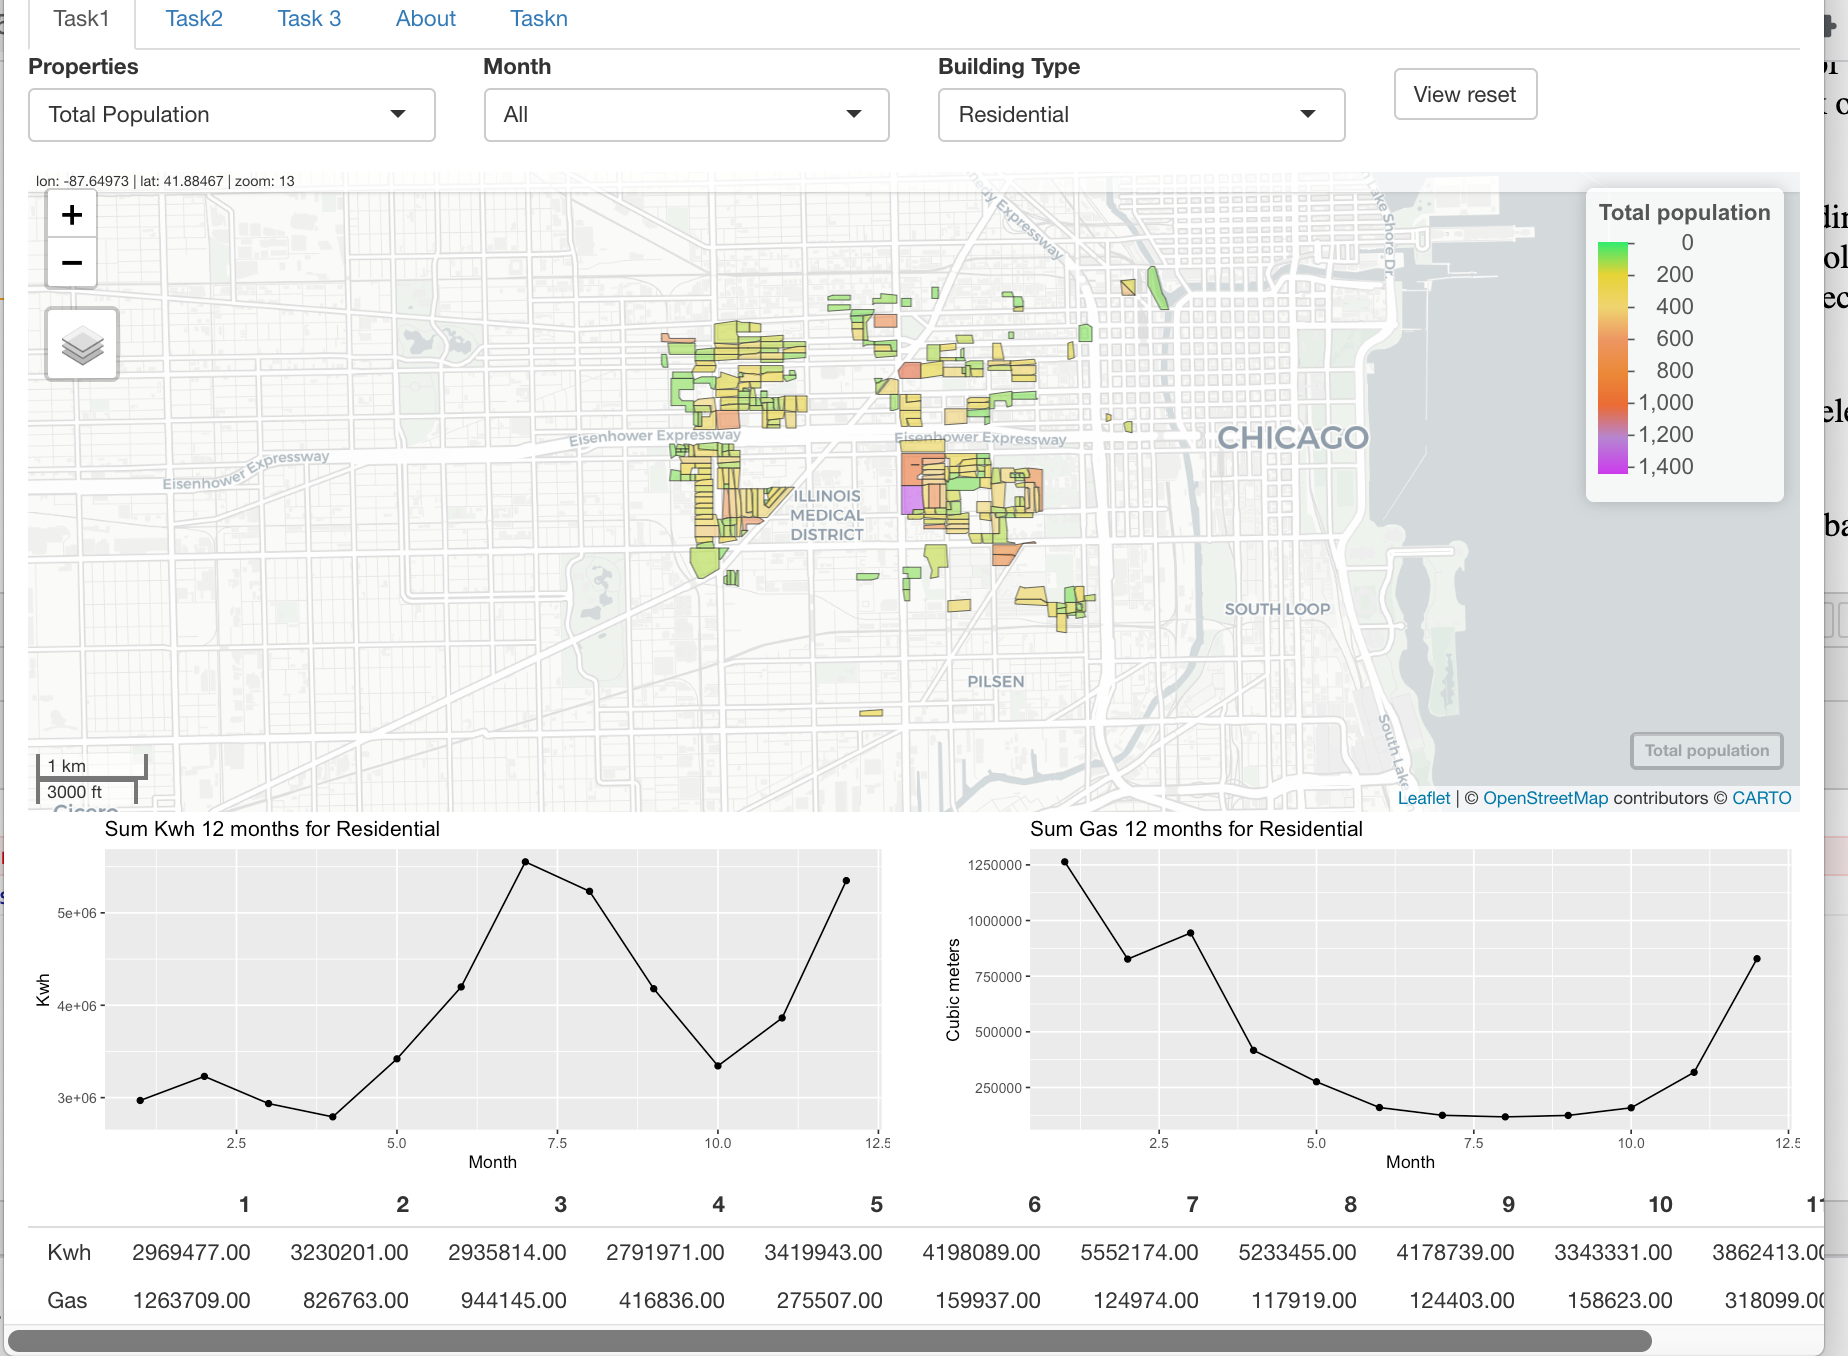 Task1 Task2 Task 3 About Taskn
Properties Month Building Type
Total Population All Residential View reset
lon: -87.64973 | lat: 41.88467 | zoom: 13
+
−
Total population
0
200
400
600
800
1,000
1,200
1,400
nedy Expressway
Lake Shore Dr
Eisenhower Expressway
Eisenhower Expressway
Eisenhower Expressway
CHICAGO
ILLINOIS
MEDICAL
DISTRICT
SOUTH LOOP
PILSEN
South Lake
Total population
1 km
3000 ft
Cicero
Leaflet | © OpenStreetMap contributors © CARTO
Sum Kwh 12 months for Residential
Kwh
5e+06
4e+06
3e+06
2.5 5.0 7.5 10.0 12.5
Month
Sum Gas 12 months for Residential
Cubic meters
1250000
1000000
750000
500000
250000
2.5 5.0 7.5 10.0 12.5
Month
1 2 3 4 5 6 7 8 9 10 11
Kwh 2969477.00 3230201.00 2935814.00 2791971.00 3419943.00 4198089.00 5552174.00 5233455.00 4178739.00 3343331.00 3862413.00
Gas 1263709.00 826763.00 944145.00 416836.00 275507.00 159937.00 124974.00 117919.00 124403.00 158623.00 318099.00